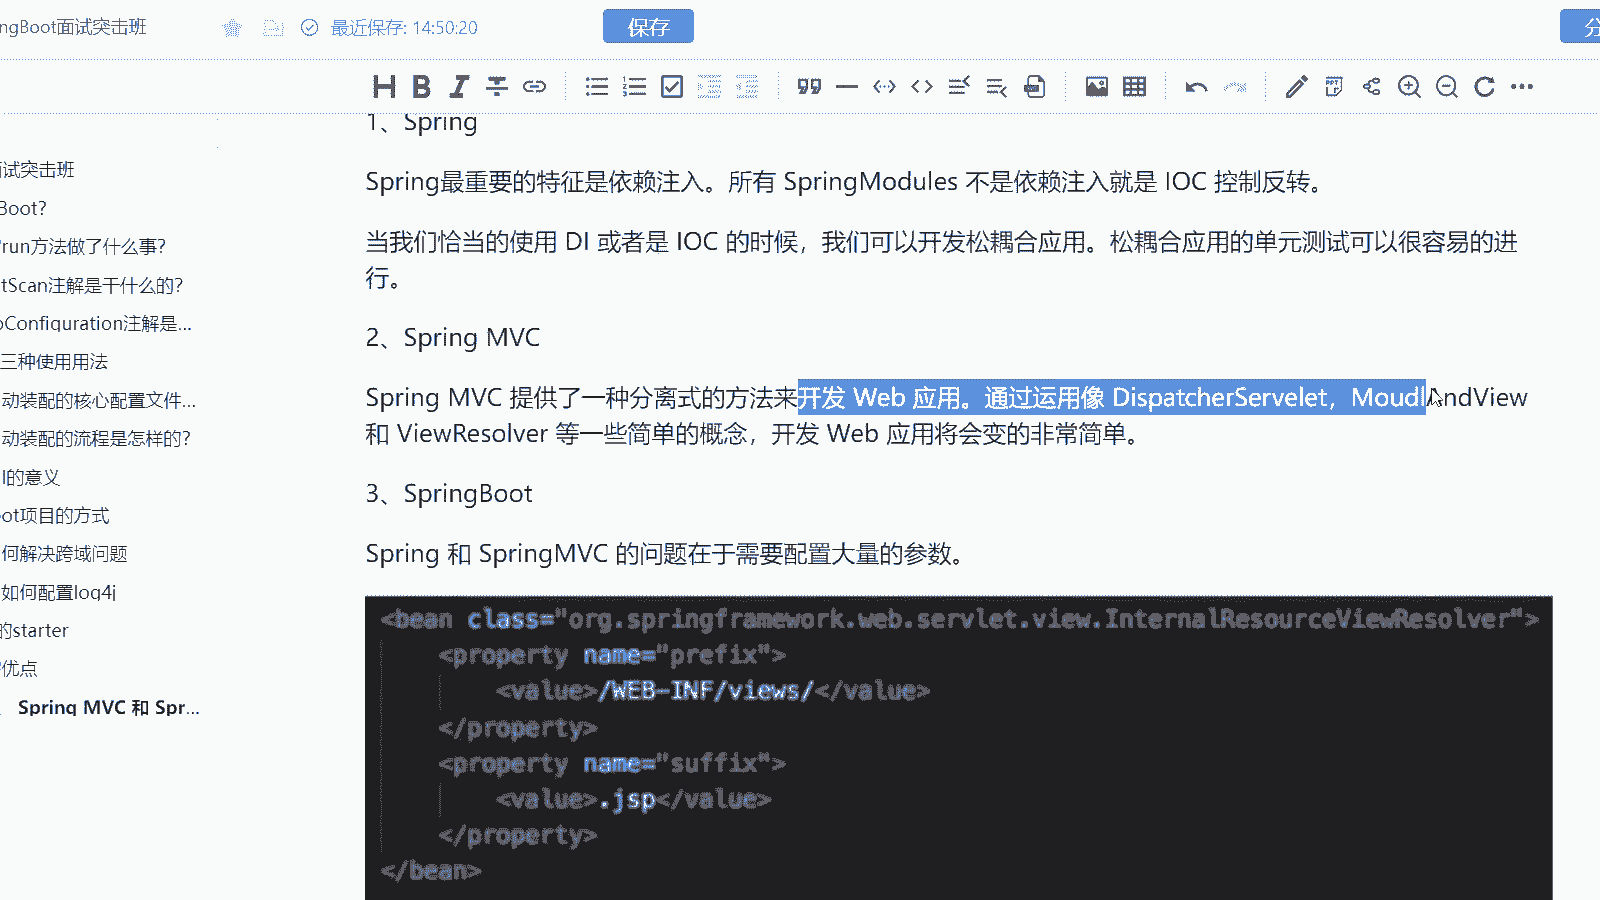 ngBoot面试突击班
最近保存: 14:50:20
保存
分
1、Spring
Spring最重要的特征是依赖注入。所有 SpringModules 不是依赖注入就是 IOC 控制反转。
当我们恰当的使用 DI 或者是 IOC 的时候，我们可以开发松耦合应用。松耦合应用的单元测试可以很容易的进
行。
2、Spring MVC
Spring MVC 提供了一种分离式的方法来开发 Web 应用。通过运用像 DispatcherServelet，MoudlAndView
和 ViewResolver 等一些简单的概念，开发 Web 应用将会变的非常简单。
3、SpringBoot
Spring 和 SpringMVC 的问题在于需要配置大量的参数。
<bean class="org.springframework.web.servlet.view.InternalResourceViewResolver">
<property name="prefix">
<value>/WEB-INF/views/</value>
</property>
<property name="suffix">
<value>.jsp</value>
</property>
</bean>
试突击班
Boot?
run方法做了什么事?
tScan注解是干什么的?
oConfiguration注解是...
三种使用用法
动装配的核心配置文件...
动装配的流程是怎样的?
的意义
ot项目的方式
何解决跨域问题
如何配置log4j
的starter
优点
Spring MVC 和 Spr...